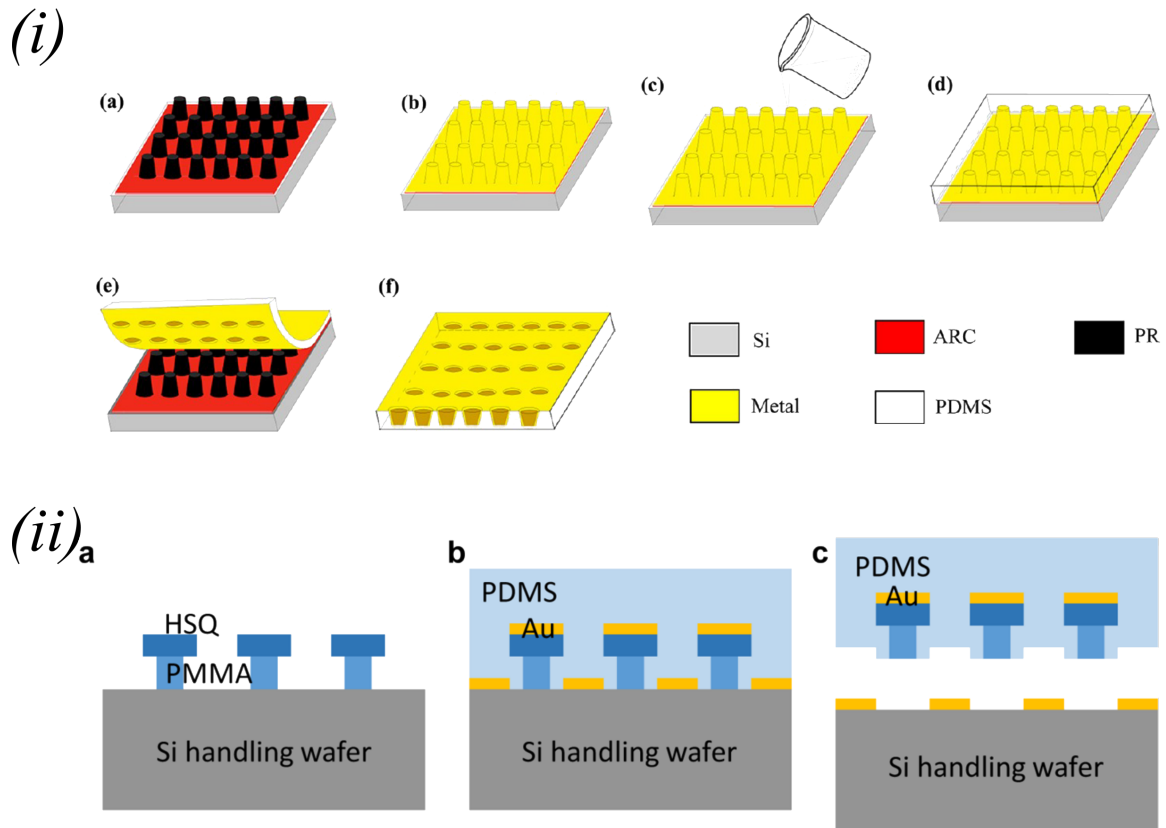 (i)
(a)
(b)
(c)
(d)
(e)
(f)
Si
ARC
PR
Metal
PDMS
(ii)
a
HSQ
PMMA
Si handling wafer
b
PDMS
Au
Si handling wafer
c
PDMS
Au
Si handling wafer